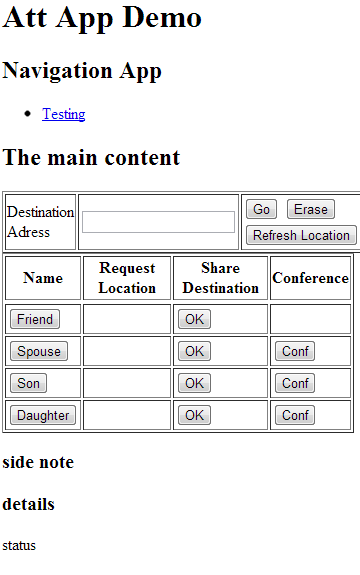 Att App Demo
Navigation App
Testing
The main content
Destination
Adress
Go Erase
Refresh Location
Name Request Location Share Destination Conference
Friend OK
Spouse OK Conf
Son OK Conf
Daughter OK Conf
side note
details
status